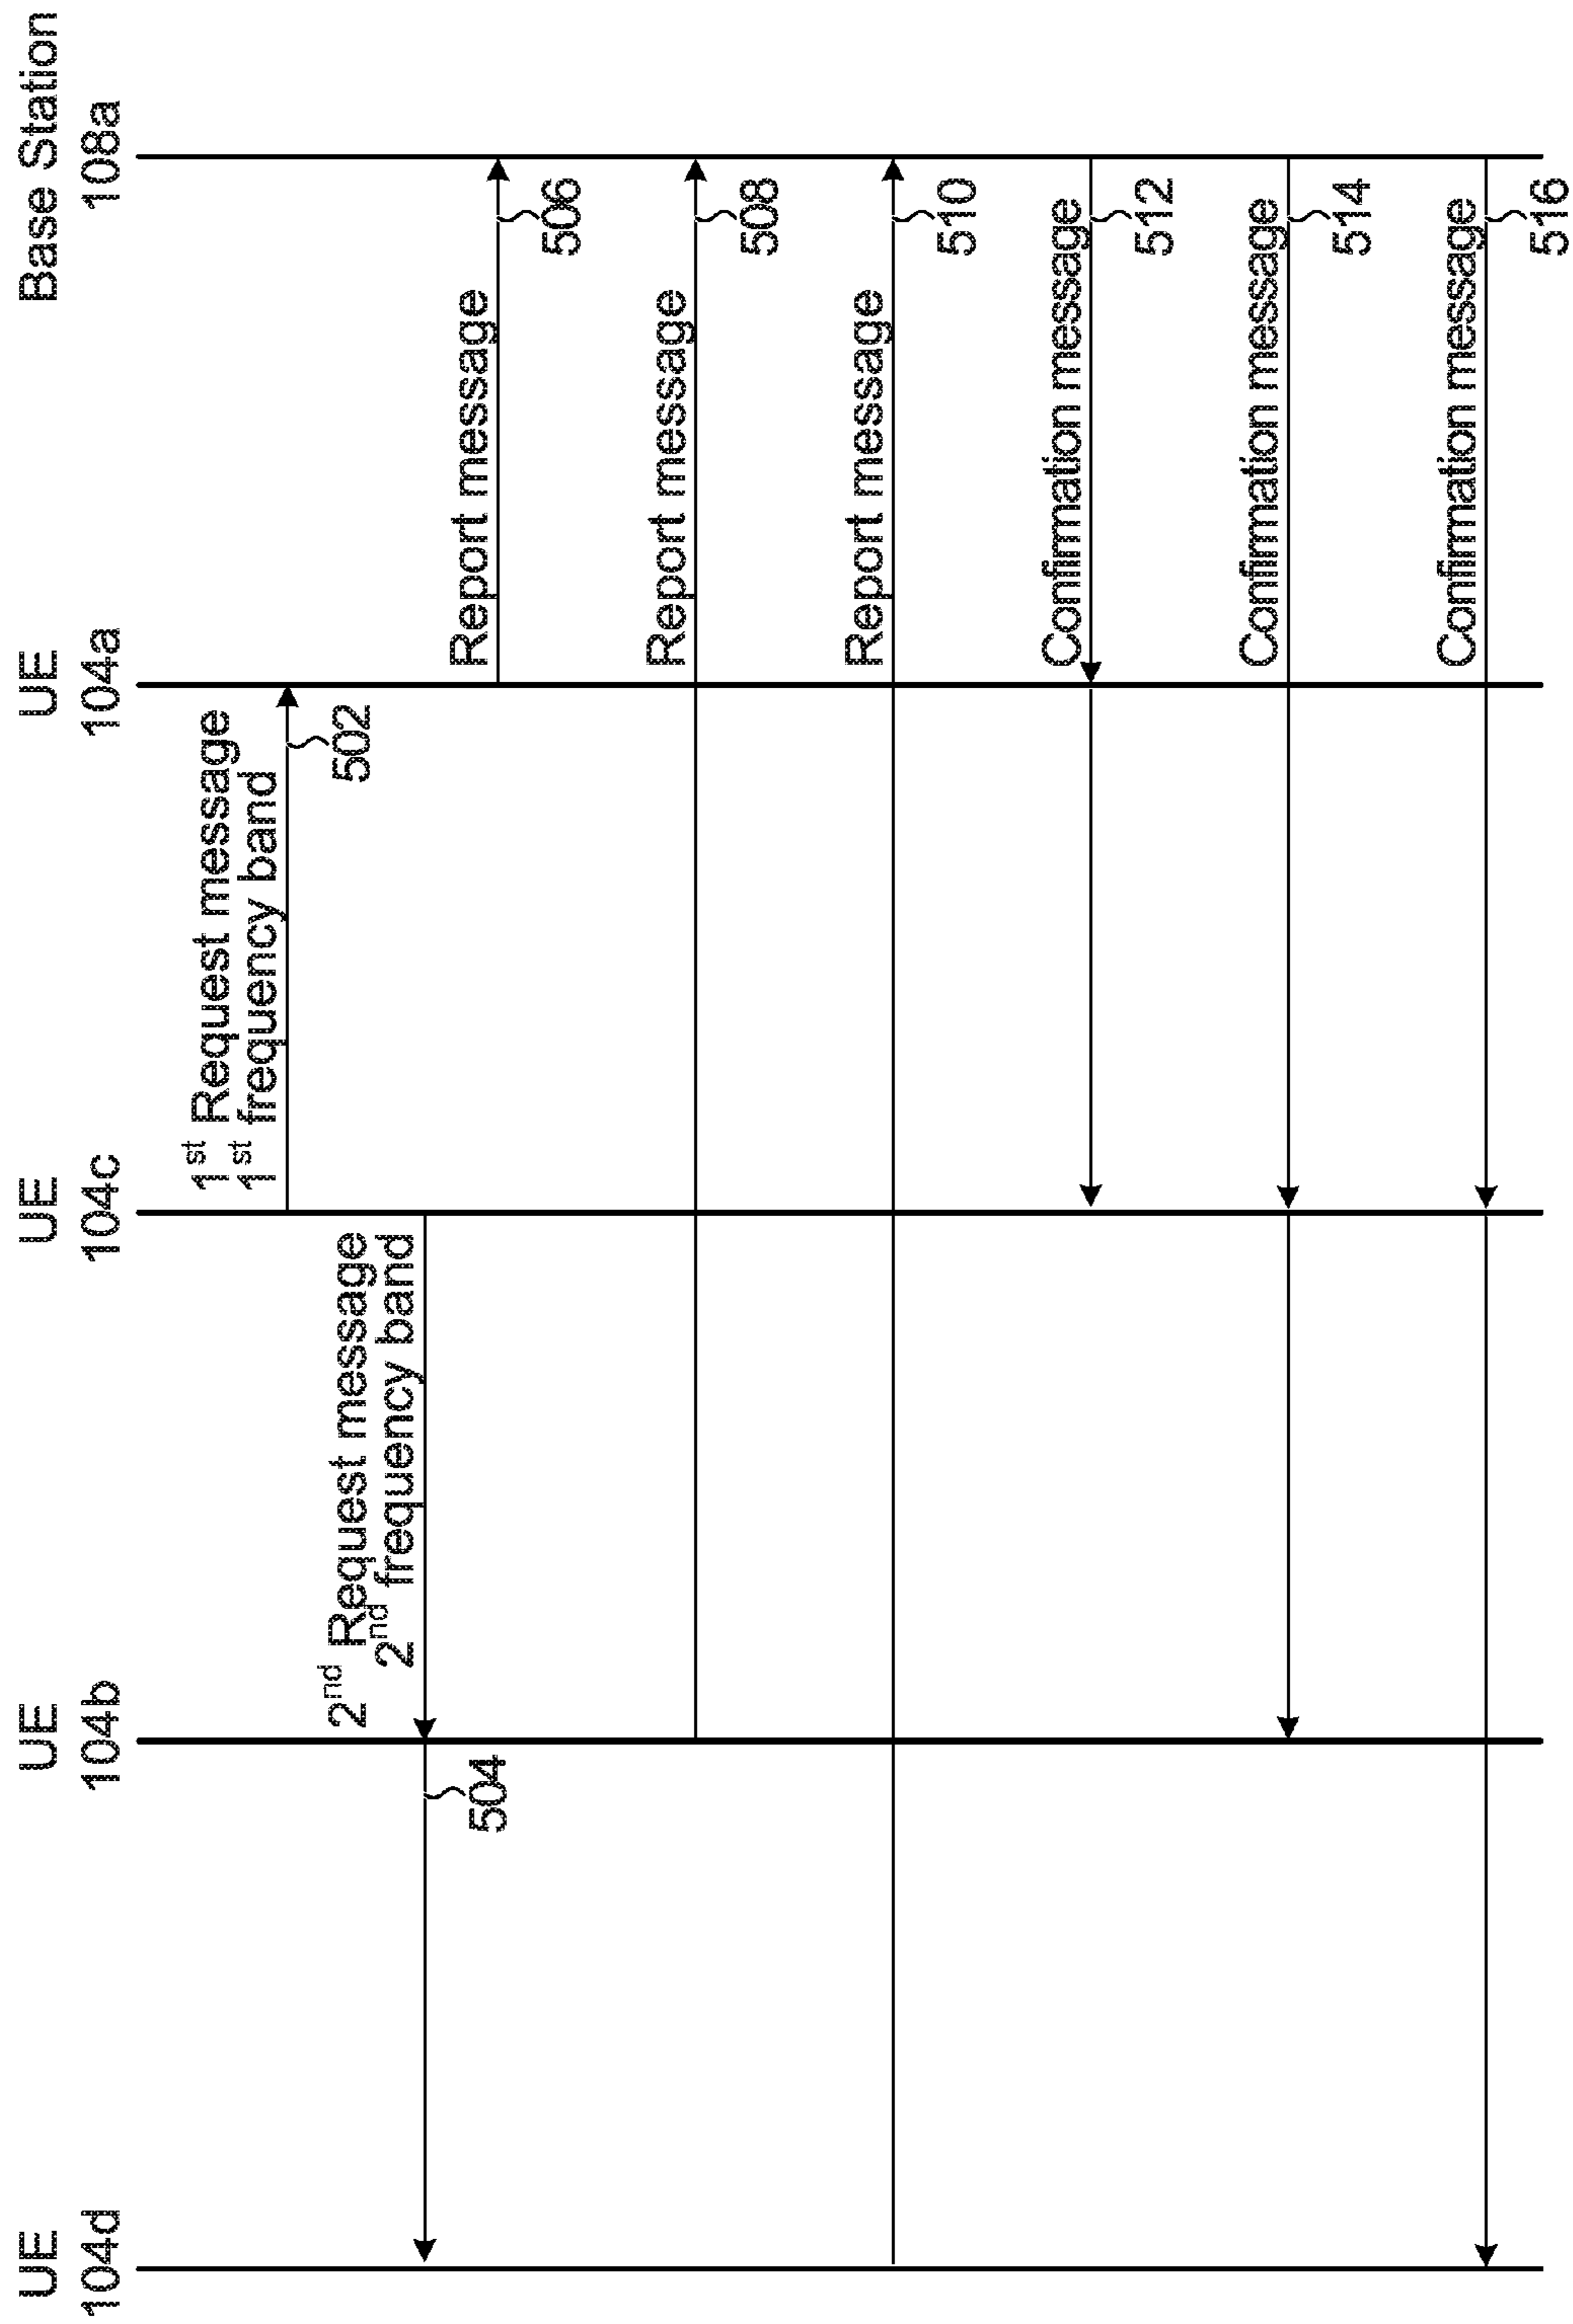 UE
104d
UE
104b
UE
104c
UE
104a
Base Station
108a
1st Request message
1st frequency band
502
2nd Request message
2nd frequency band
504
Report message
506
Report message
508
Report message
510
Confirmation message
512
Confirmation message
514
Confirmation message
516